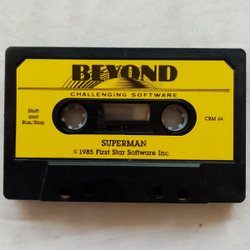 BEYOND
CHALLENGING SOFTWARE
Shift
and
Run/Stop
CBM 64
SUPERMAN
© 1985 First Star Software Inc.